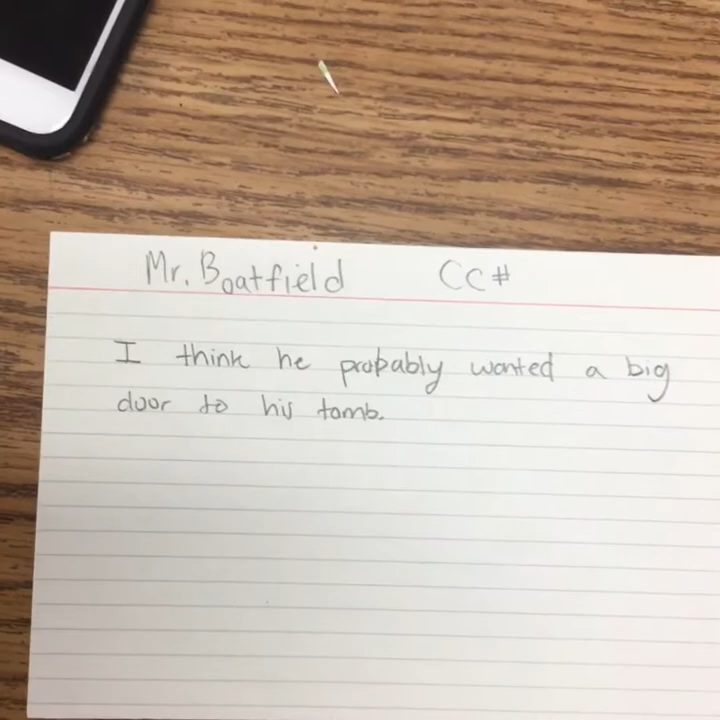 Mr. Boatfield CC#
I think he probably wanted a big
door to his tomb.